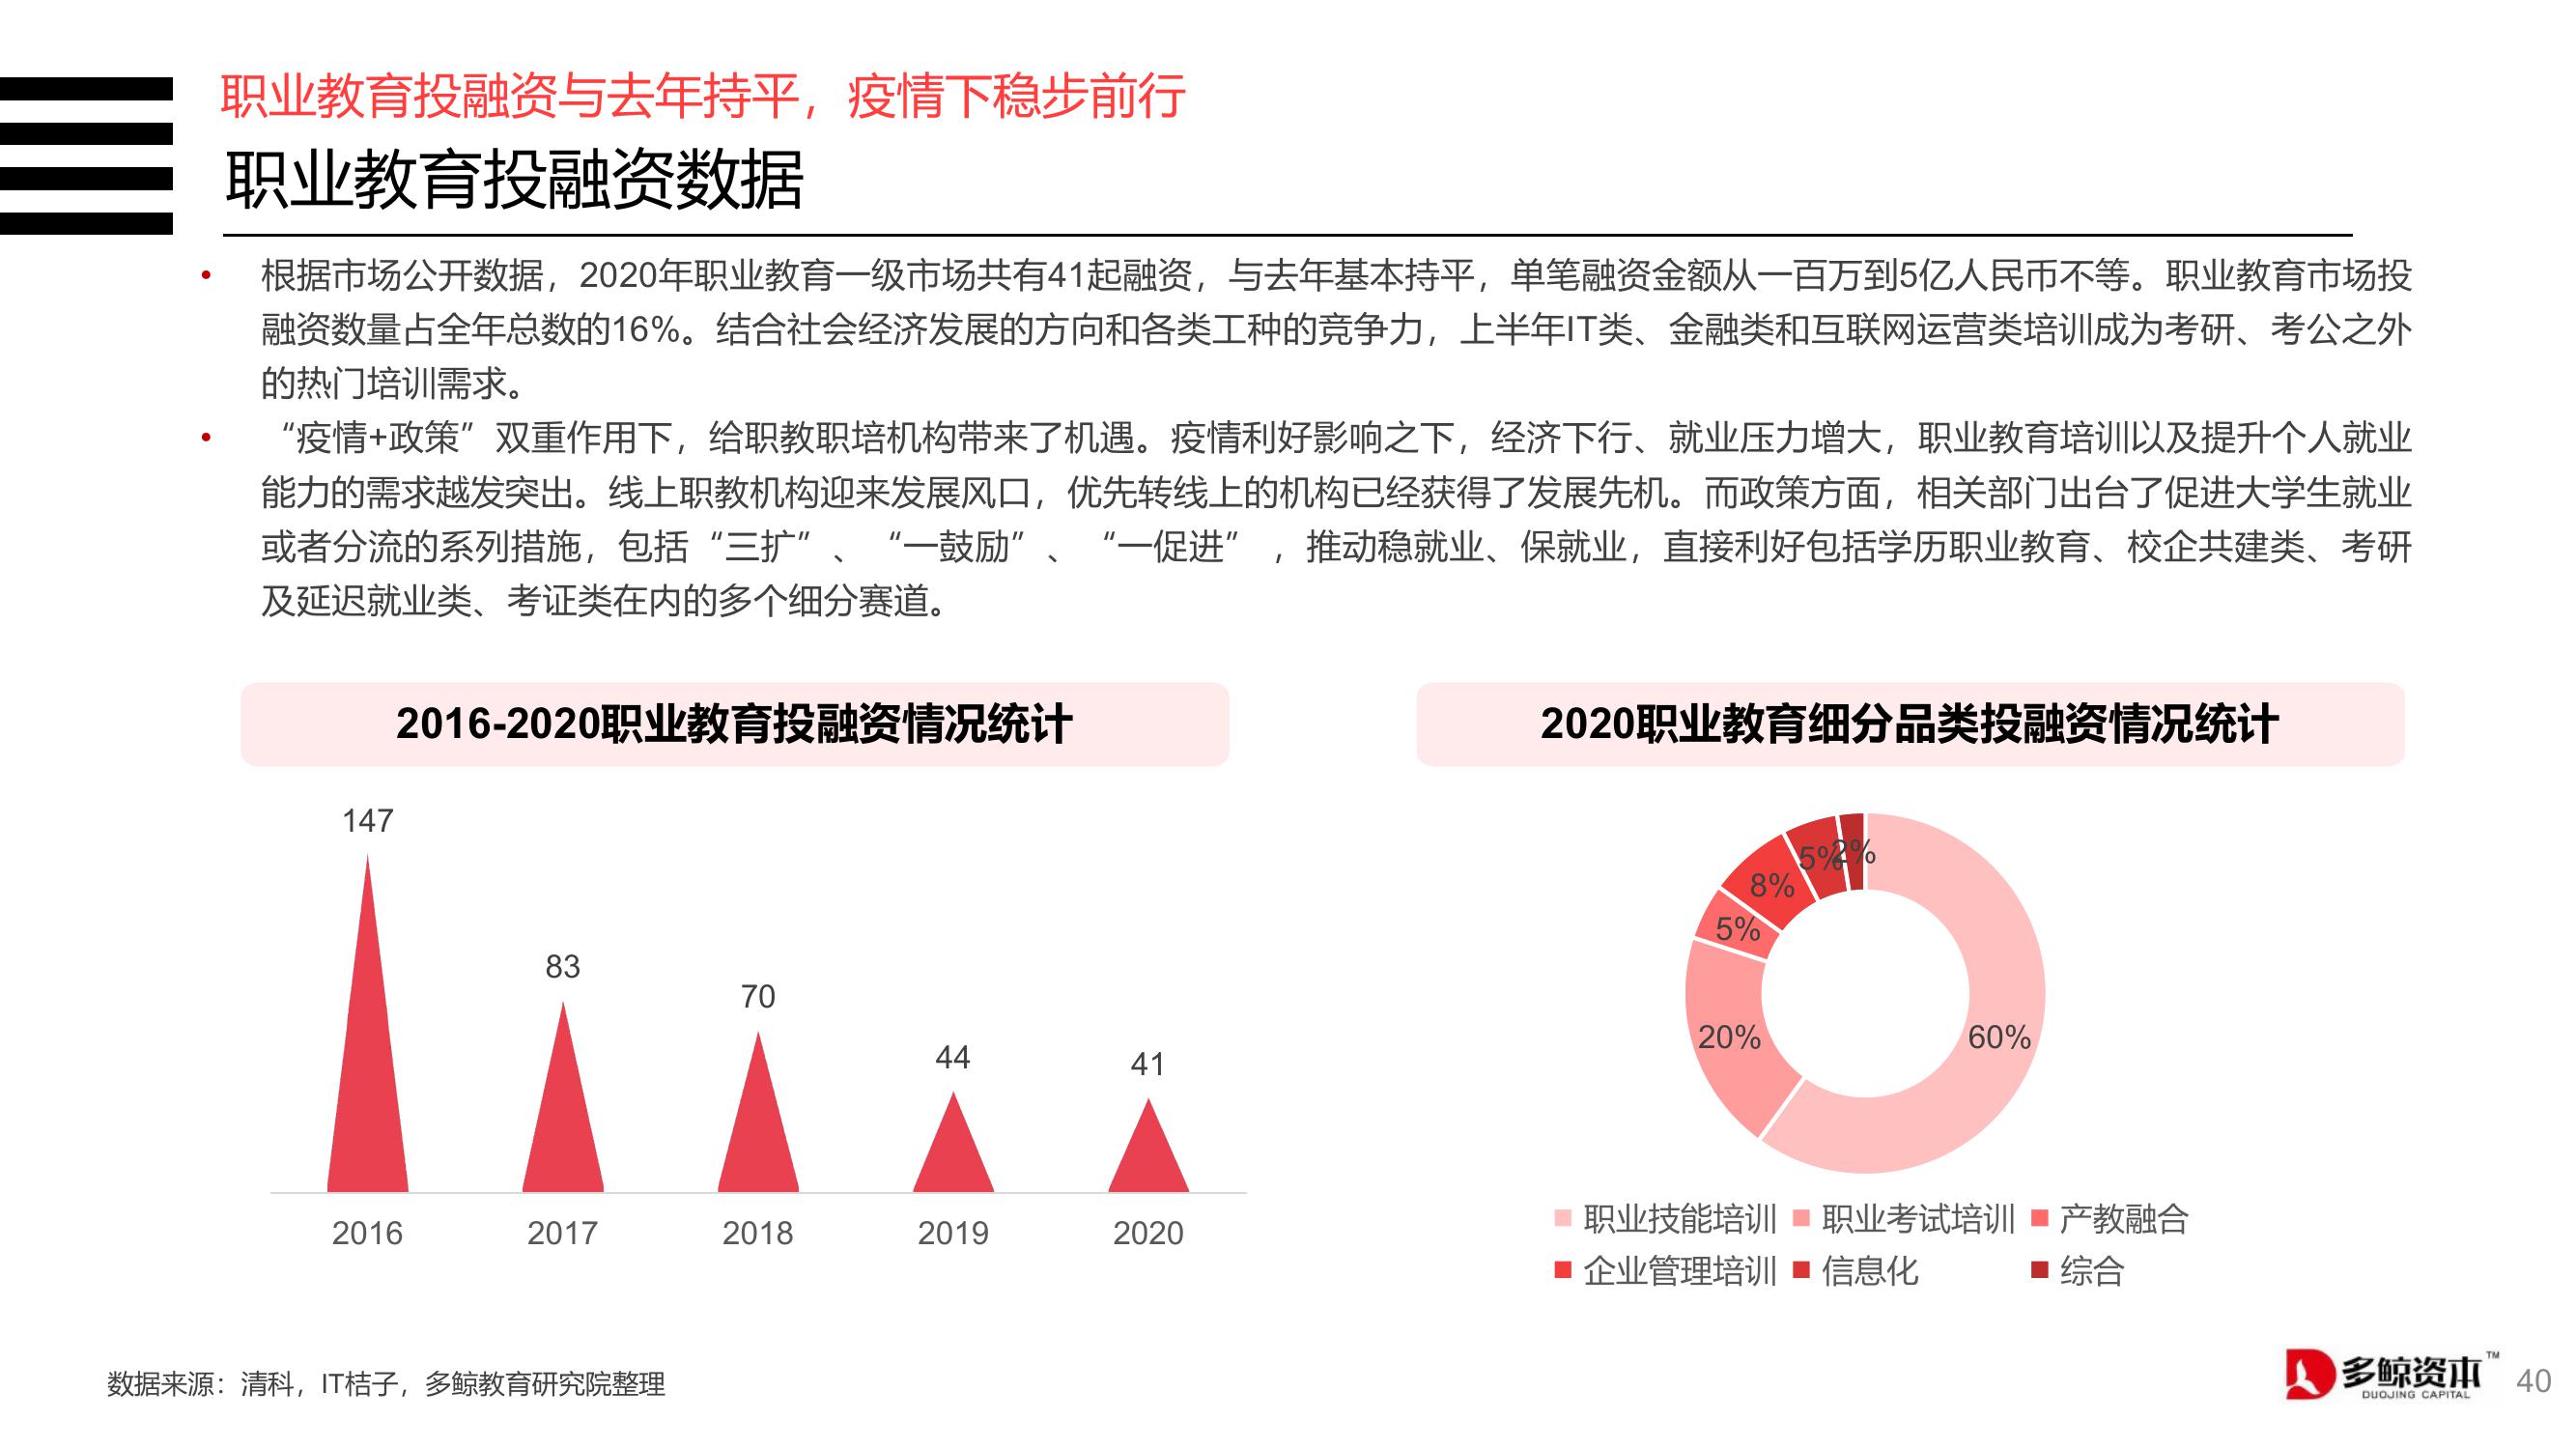 职业教育投融资与去年持平，疫情下稳步前行
职业教育投融资数据
• 根据市场公开数据，2020年职业教育一级市场共有41起融资，与去年基本持平，单笔融资金额从一百万到5亿人民币不等。职业教育市场投
融资数量占全年总数的16%。结合社会经济发展的方向和各类工种的竞争力，上半年IT类、金融类和互联网运营类培训成为考研、考公之外
的热门培训需求。
• “疫情+政策”双重作用下，给职教职培机构带来了机遇。疫情利好影响之下，经济下行、就业压力增大，职业教育培训以及提升个人就业
能力的需求越发突出。线上职教机构迎来发展风口，优先转线上的机构已经获得了发展先机。而政策方面，相关部门出台了促进大学生就业
或者分流的系列措施，包括“三扩”、“一鼓励”、“一促进”，推动稳就业、保就业，直接利好包括学历职业教育、校企共建类、考研
及延迟就业类、考证类在内的多个细分赛道。
2016-2020职业教育投融资情况统计
147
83
70
44
41
2016 2017 2018 2019 2020
2020职业教育细分品类投融资情况统计
60%
20%
5%
8%
5%
2%
职业技能培训 职业考试培训 产教融合
企业管理培训 信息化 综合
数据来源：清科，IT桔子，多鲸教育研究院整理
多鲸资本™
DUOJING CAPITAL
40